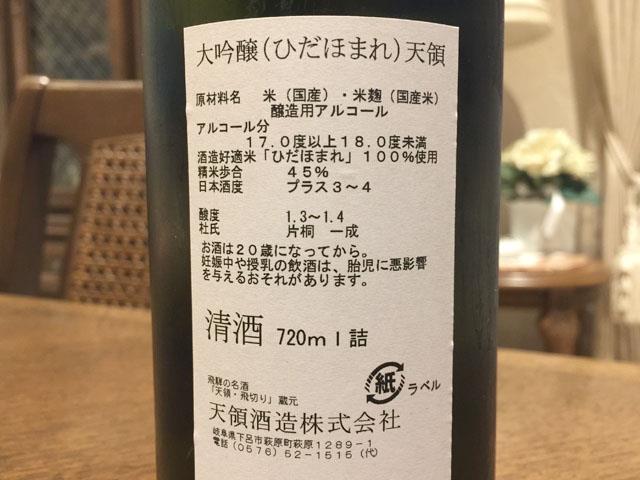 大吟醸(ひだほまれ)天領
原材料名 米(国産)・米麹(国産米)
醸造用アルコール
アルコール分
17.0度以上18.0度未満
酒造好適米「ひだほまれ」100%使用
精米歩合 45%
日本酒度 プラス3~4
酸度 1.3~1.4
杜氏 片桐 一成
お酒は20歳になってから。
妊娠中や授乳の飲酒は、胎児に悪影響
を与えるおそれがあります。
清酒 720ml詰
紙 ラベル
飛騨の名酒
「天領・飛切り」蔵元
天領酒造株式会社
岐阜県下呂市萩原町萩原1289-1
電話(0576)52-1515(代)